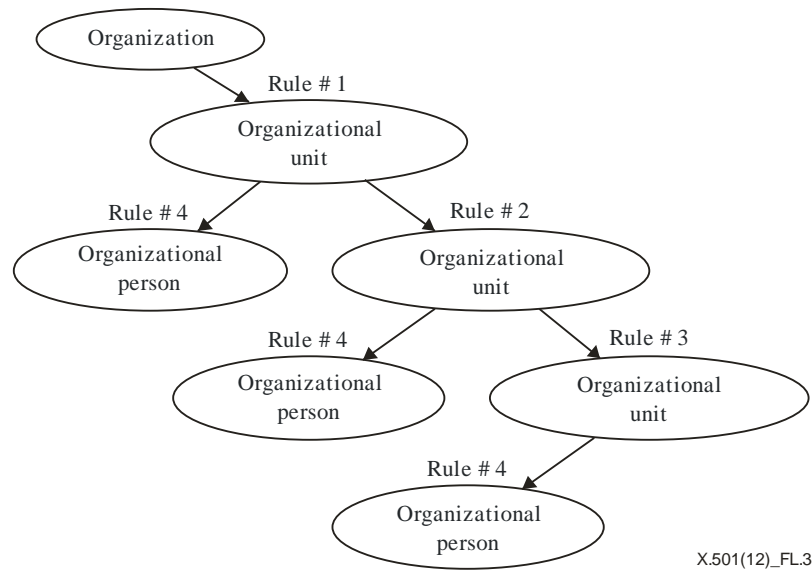 Organization
Rule # 1
Organizational
unit
Rule # 4
Rule # 2
Organizational
person
Organizational
unit
Rule # 4
Rule # 3
Organizational
person
Organizational
unit
Rule # 4
Organizational
person
X.501(12)_FL.3